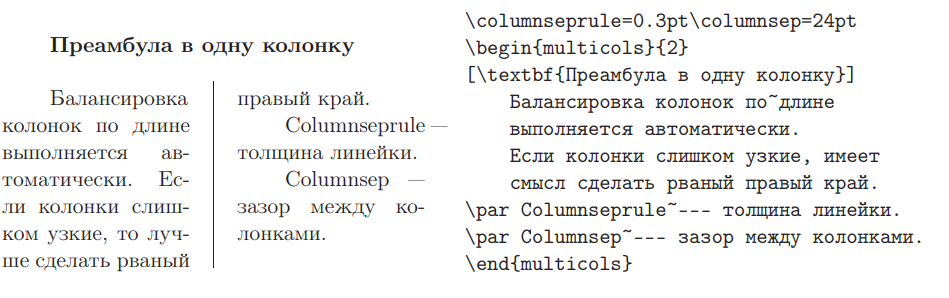 Преамбула в одну колонку
Балансировка
колонок по длине
выполняется ав-
томатически. Ес-
ли колонки слиш-
ком узкие, то луч-
ше сделать рваный
правый край.
Columnseprule —
толщина линейки.
Columnsep —
зазор между ко-
лонками.
\columnseprule=0.3pt\columnsep=24pt
\begin{multicols}{2}
[\textbf{Преамбула в одну колонку}]
Балансировка колонок по~длине
выполняется автоматически.
Если колонки слишком узкие, имеет
смысл сделать рваный правый край.
\par Columnseprule~--- толщина линейки.
\par Columnsep~--- зазор между колонками.
\end{multicols}